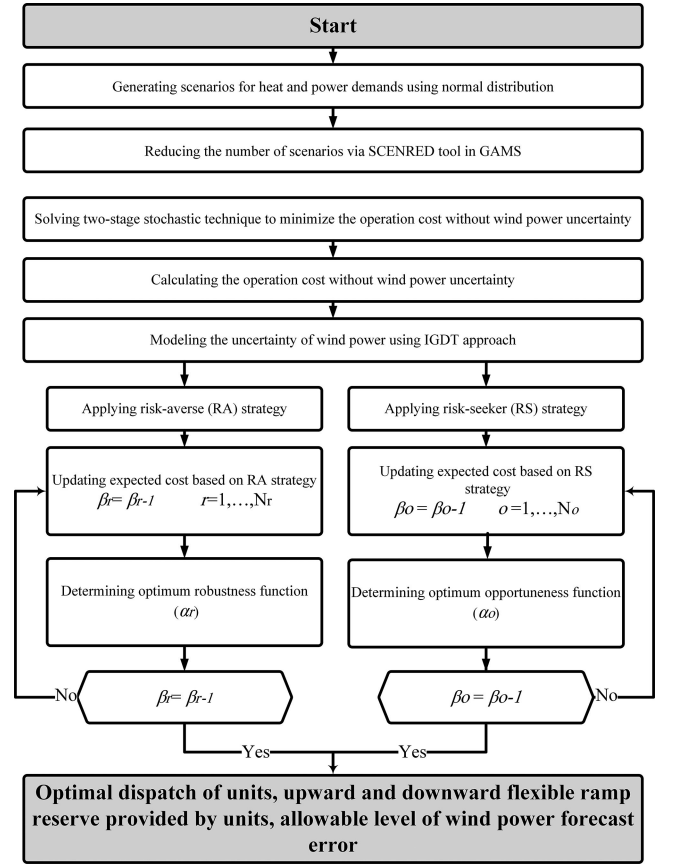 Start
Generating scenarios for heat and power demands using normal distribution
Reducing the number of scenarios via SCENRED tool in GAMS
Solving two-stage stochastic technique to minimize the operation cost without wind power uncertainty
Calculating the operation cost without wind power uncertainty
Modeling the uncertainty of wind power using IGDT approach
Applying risk-averse (RA) strategy
Updating expected cost based on RA strategy
βr= βr-1 r=1,…,Nr
Determining optimum robustness function
(αr)
βr= βr-1
No
Yes
Applying risk-seeker (RS) strategy
Updating expected cost based on RS
strategy
βo = βo-1 o =1,…,No
Determining optimum opportuneness function
(αo)
βo = βo-1
No
Yes
Optimal dispatch of units, upward and downward flexible ramp
reserve provided by units, allowable level of wind power forecast
error